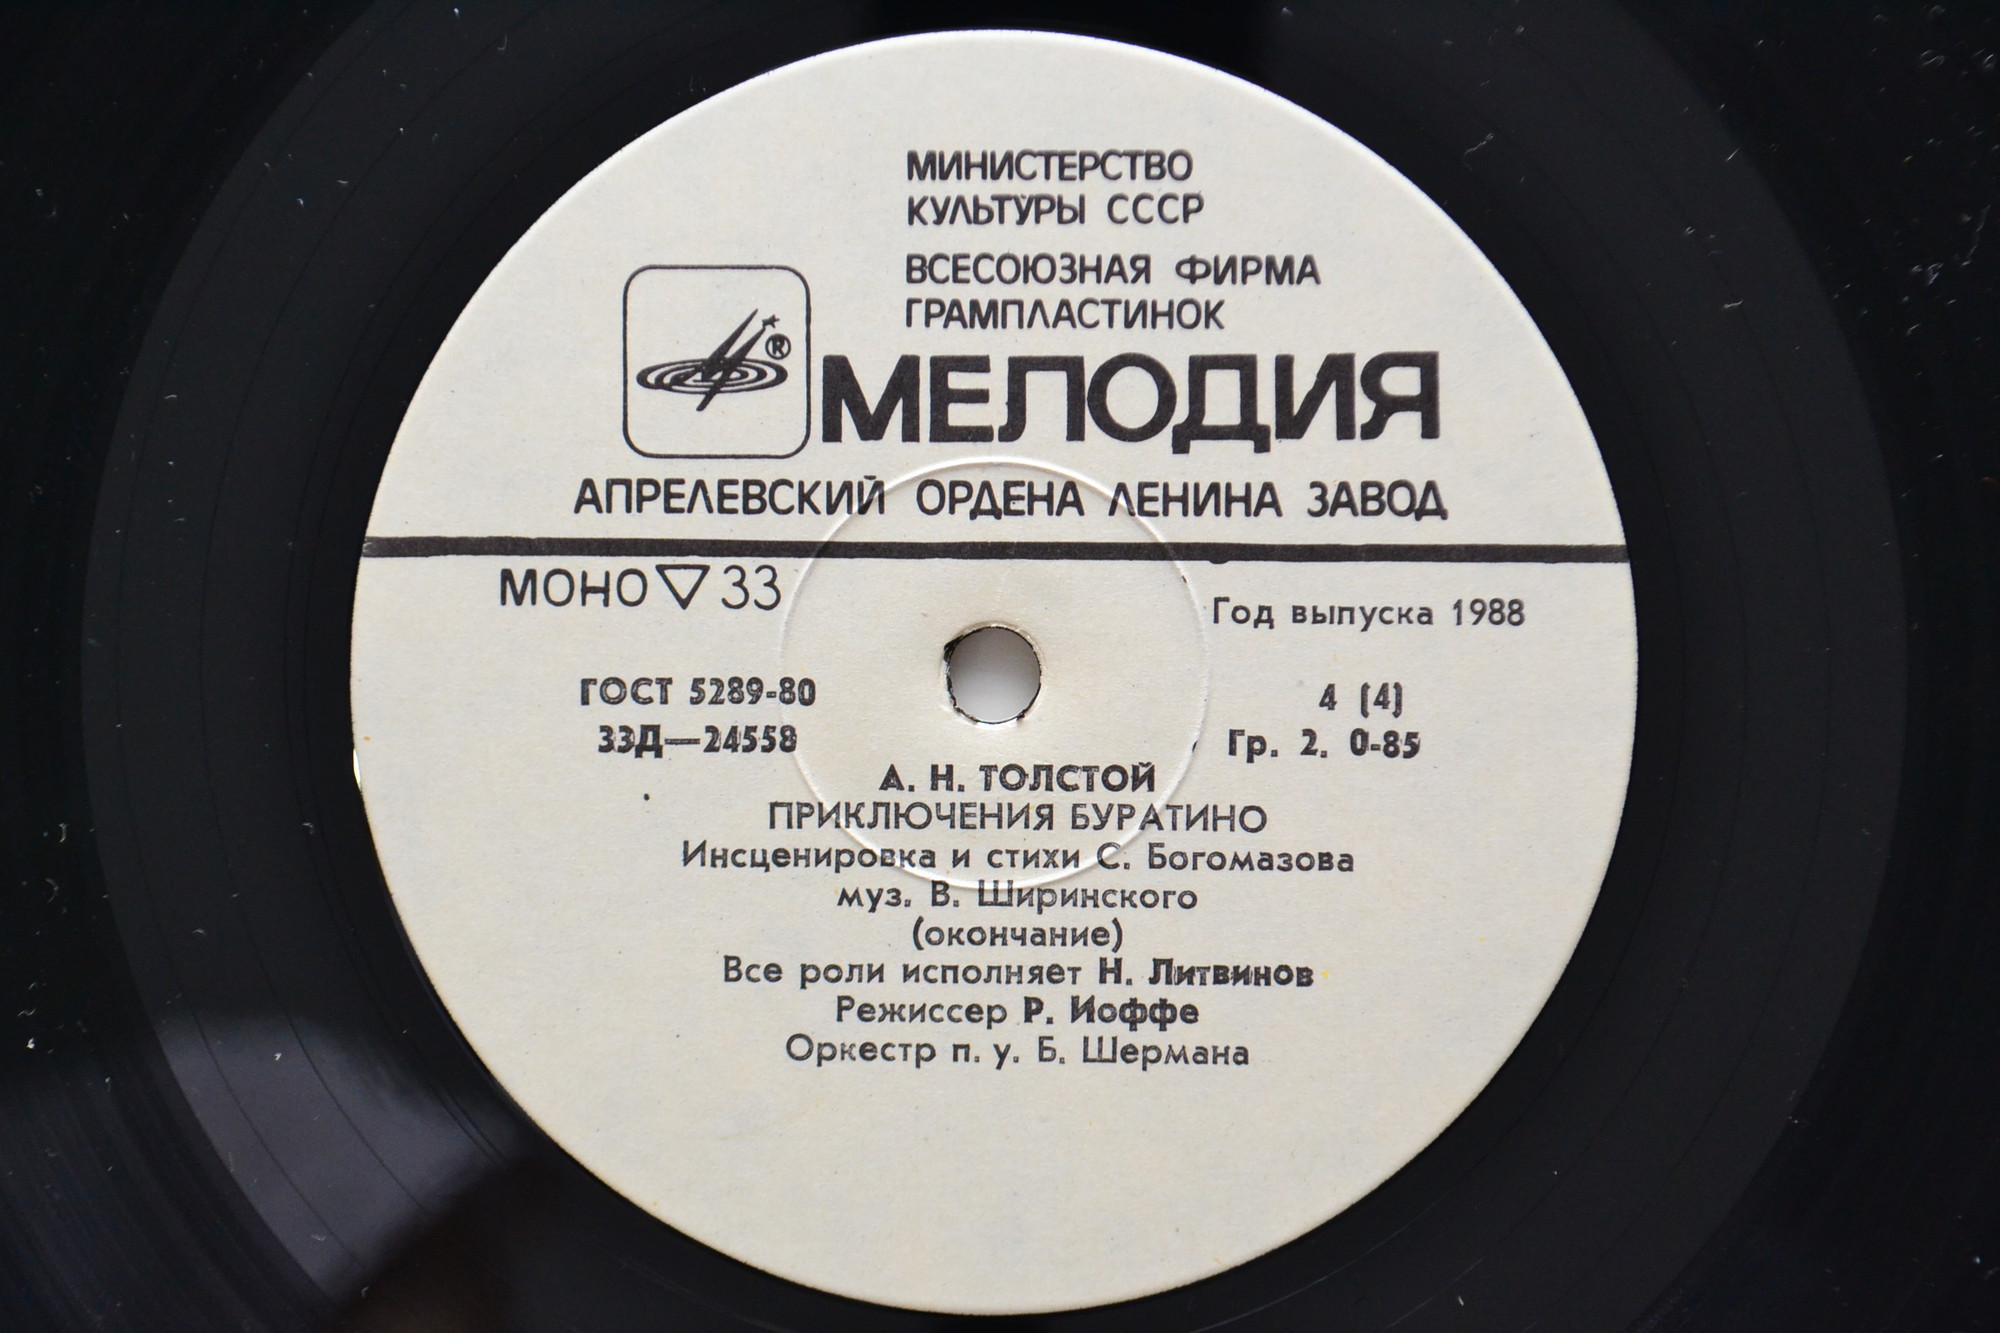 МИНИСТЕРСТВО
КУЛЬТУРЫ СССР
ВСЕСОЮЗНАЯ ФИРМА
ГРАМПЛАСТИНОК
®
МЕЛОДИЯ
АПРЕЛЕВСКИЙ ОРДЕНА ЛЕНИНА ЗАВОД
МОНО ▽ 33
Год выпуска 1988
ГОСТ 5289-80
33Д—24558
4 (4)
Гр. 2. 0-85
А. Н. ТОЛСТОЙ
ПРИКЛЮЧЕНИЯ БУРАТИНО
Инсценировка и стихи С. Богомазова
муз. В. Ширинского
(окончание)
Все роли исполняет Н. Литвинов
Режиссер Р. Иоффе
Оркестр п. у. Б. Шермана